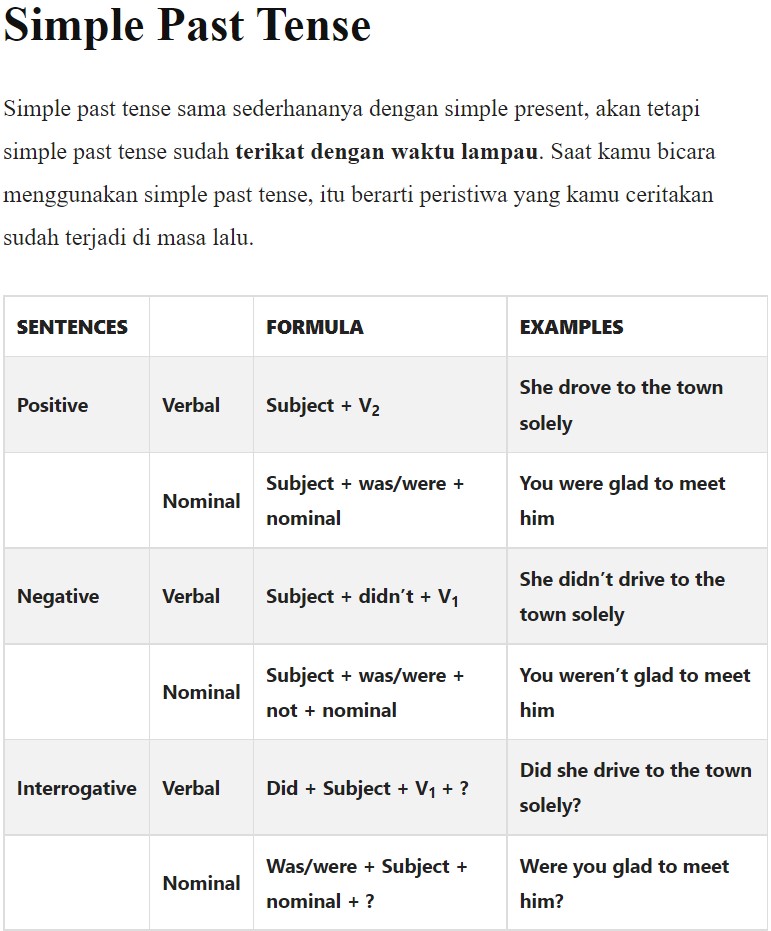 Simple Past Tense
Simple past tense sama sederhananya dengan simple present, akan tetapi
simple past tense sudah terikat dengan waktu lampau. Saat kamu bicara
menggunakan simple past tense, itu berarti peristiwa yang kamu ceritakan
sudah terjadi di masa lalu.
SENTENCES FORMULA EXAMPLES
Positive Verbal Subject + V₂ She drove to the town
solely
Nominal Subject + was/were +
nominal You were glad to meet
him
Negative Verbal Subject + didn’t + V₁ She didn’t drive to the
town solely
Nominal Subject + was/were +
not + nominal You weren’t glad to meet
him
Interrogative Verbal Did + Subject + V₁ + ? Did she drive to the town
solely?
Nominal Was/were + Subject +
nominal + ? Were you glad to meet
him?